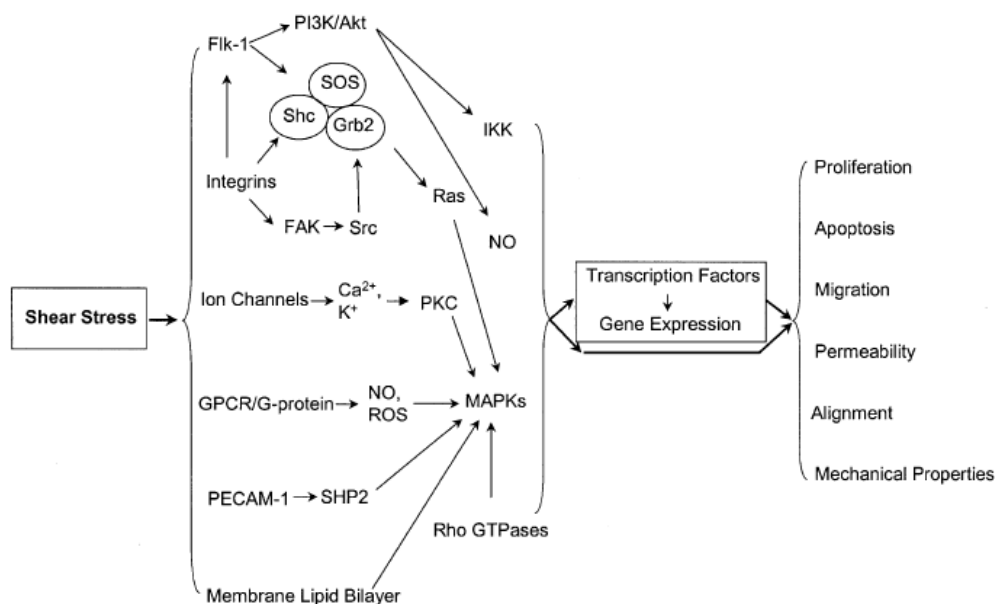 Flk-1
PI3K/Akt
SOS
Shc
Grb2
IKK
Integrins
Ras
FAK
Src
NO
Ion Channels
Ca²⁺,
K⁺
PKC
Shear Stress
GPCR/G-protein
NO,
ROS
MAPKs
PECAM-1
SHP2
Rho GTPases
Membrane Lipid Bilayer
Transcription Factors
Gene Expression
Proliferation
Apoptosis
Migration
Permeability
Alignment
Mechanical Properties